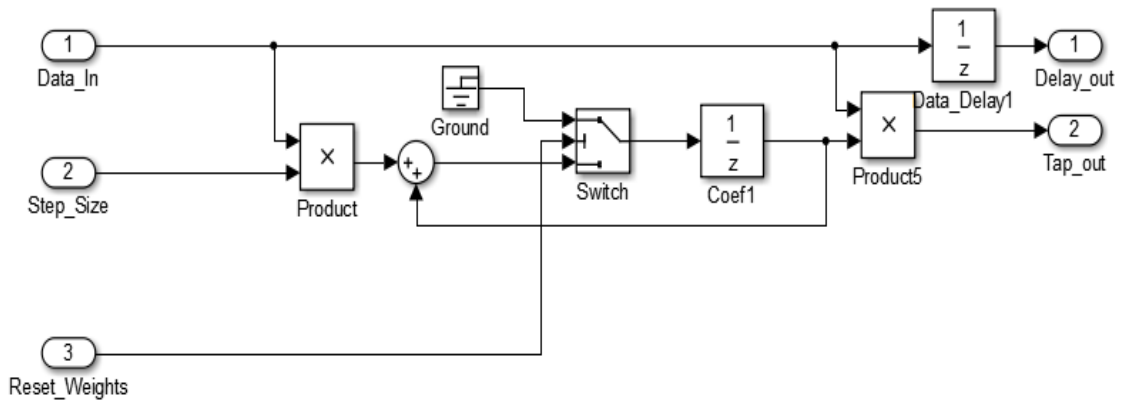 1
Data_In
1
z
Data_Delay1
1
Delay_out
Ground
2
Step_Size
×
Product
+
+
Switch
1
z
Coef1
×
Product5
2
Tap_out
3
Reset_Weights